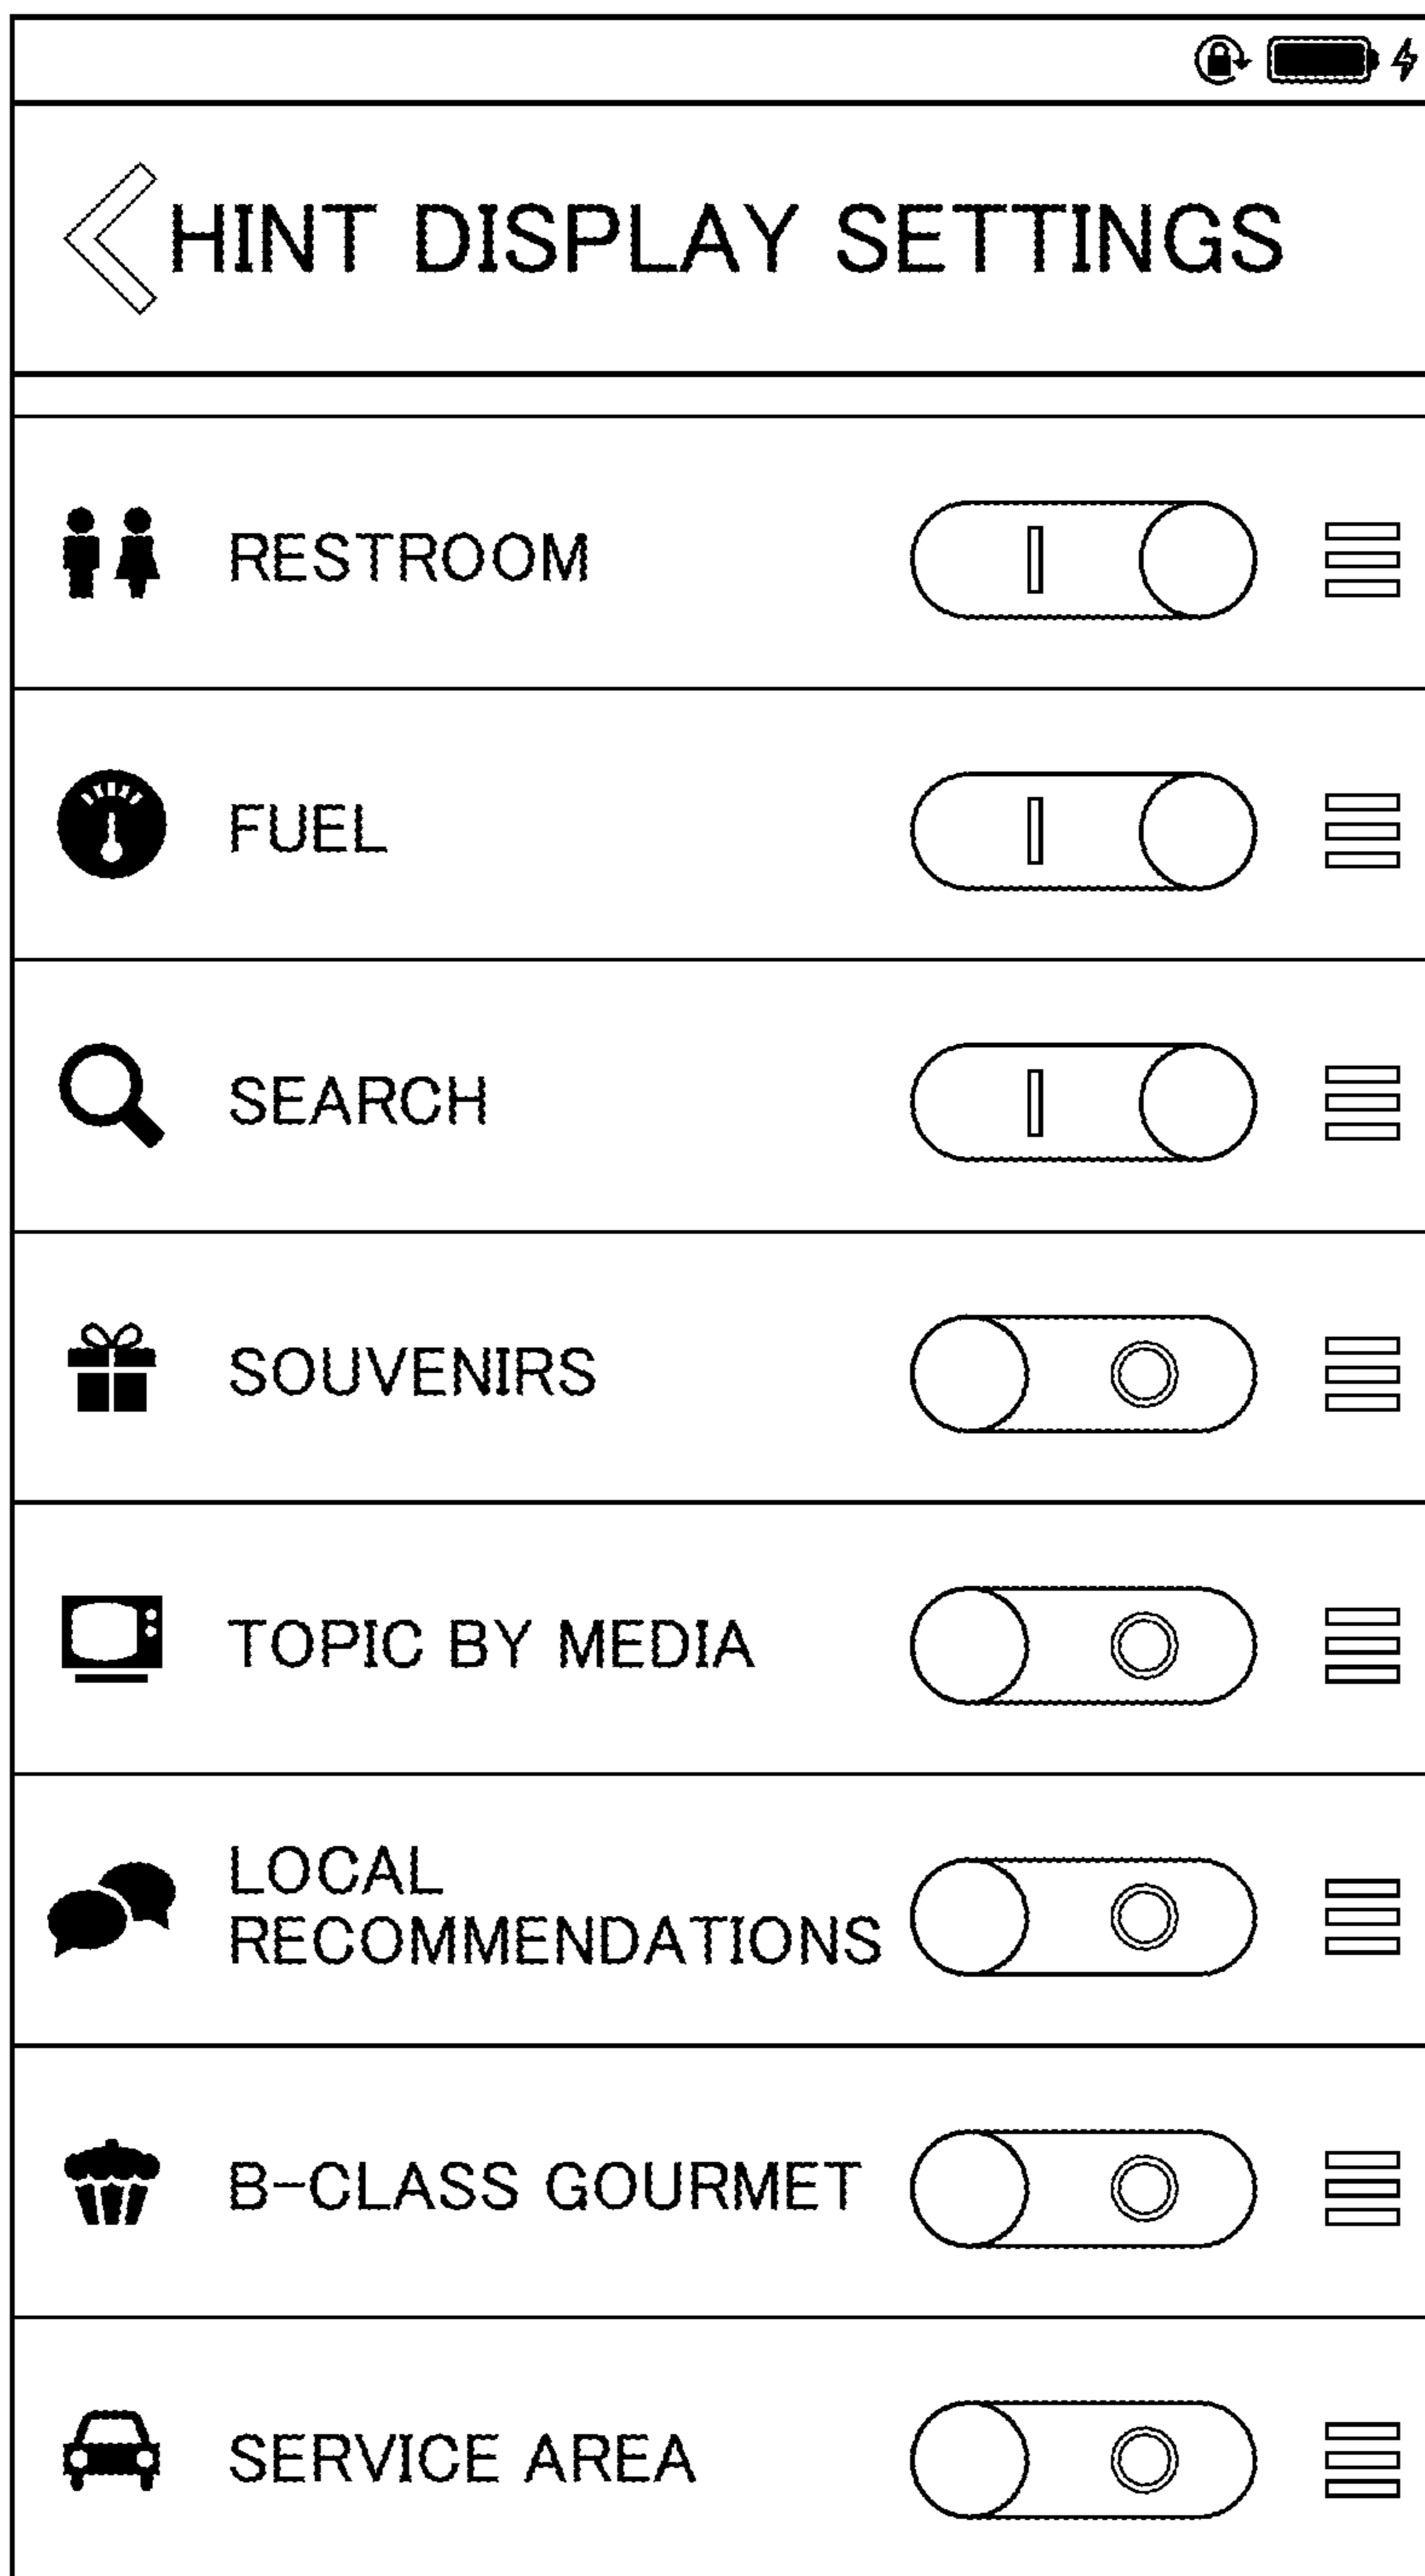 HINT DISPLAY SETTINGS
RESTROOM
FUEL
SEARCH
SOUVENIRS
TOPIC BY MEDIA
LOCAL
RECOMMENDATIONS
B-CLASS GOURMET
SERVICE AREA